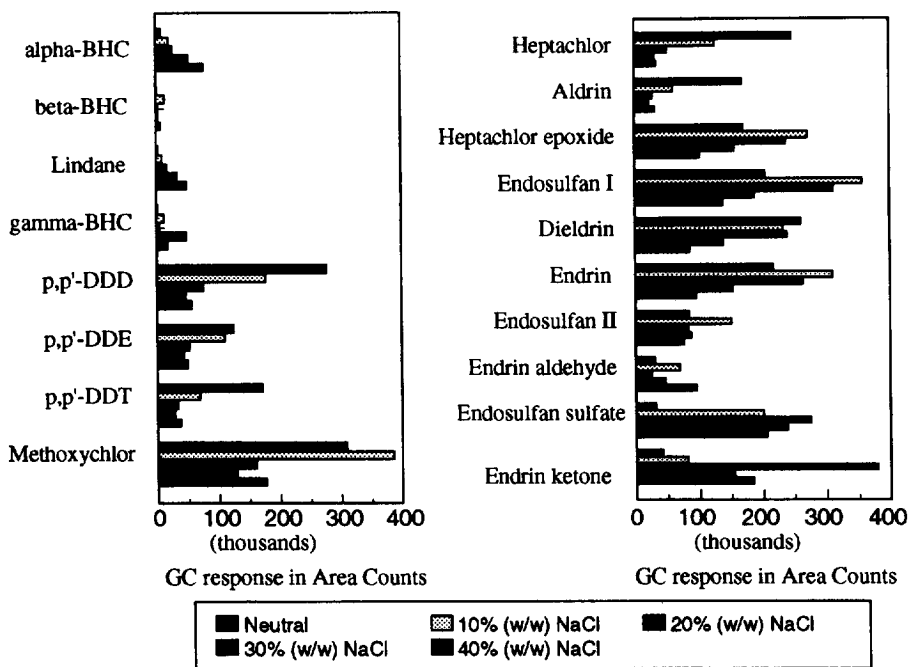 alpha-BHC
beta-BHC
Lindane
gamma-BHC
p,p'-DDD
p,p'-DDE
p,p'-DDT
Methoxychlor
0 100 200 300 400
(thousands)
GC response in Area Counts
Heptachlor
Aldrin
Heptachlor epoxide
Endosulfan I
Dieldrin
Endrin
Endosulfan II
Endrin aldehyde
Endosulfan sulfate
Endrin ketone
0 100 200 300 400
(thousands)
GC response in Area Counts
Neutral 10% (w/w) NaCl 20% (w/w) NaCl
30% (w/w) NaCl 40% (w/w) NaCl